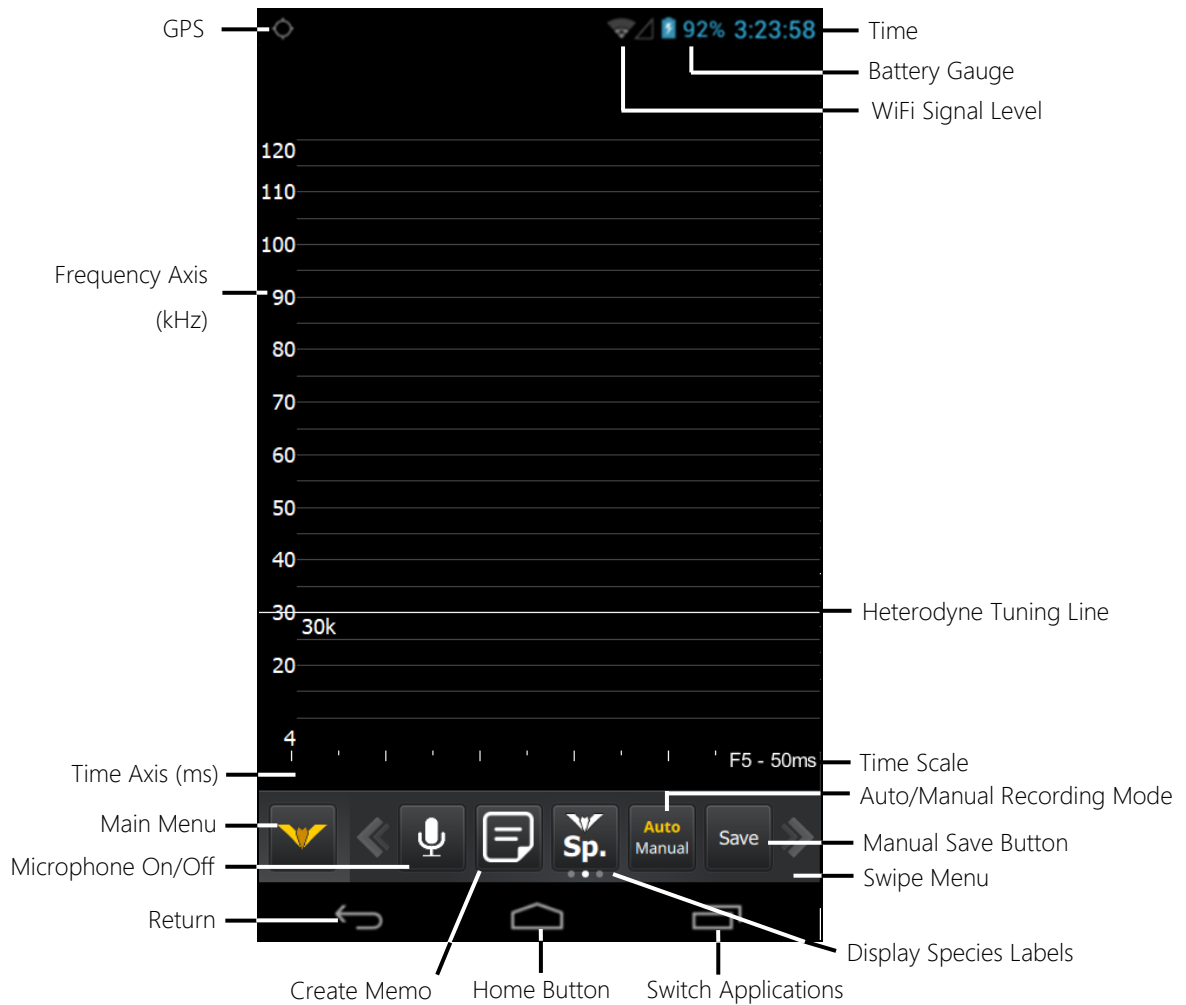 GPS
92% 3:23:58
Time
Battery Gauge
WiFi Signal Level
120
110
100
Frequency Axis
(kHz)
90
80
70
60
50
40
30
30k
Heterodyne Tuning Line
20
4
F5 - 50ms
Time Axis (ms)
Time Scale
Auto/Manual Recording Mode
Main Menu
Microphone On/Off
Sp.
Auto
Manual
Save
Manual Save Button
Swipe Menu
Return
Display Species Labels
Create Memo
Home Button
Switch Applications